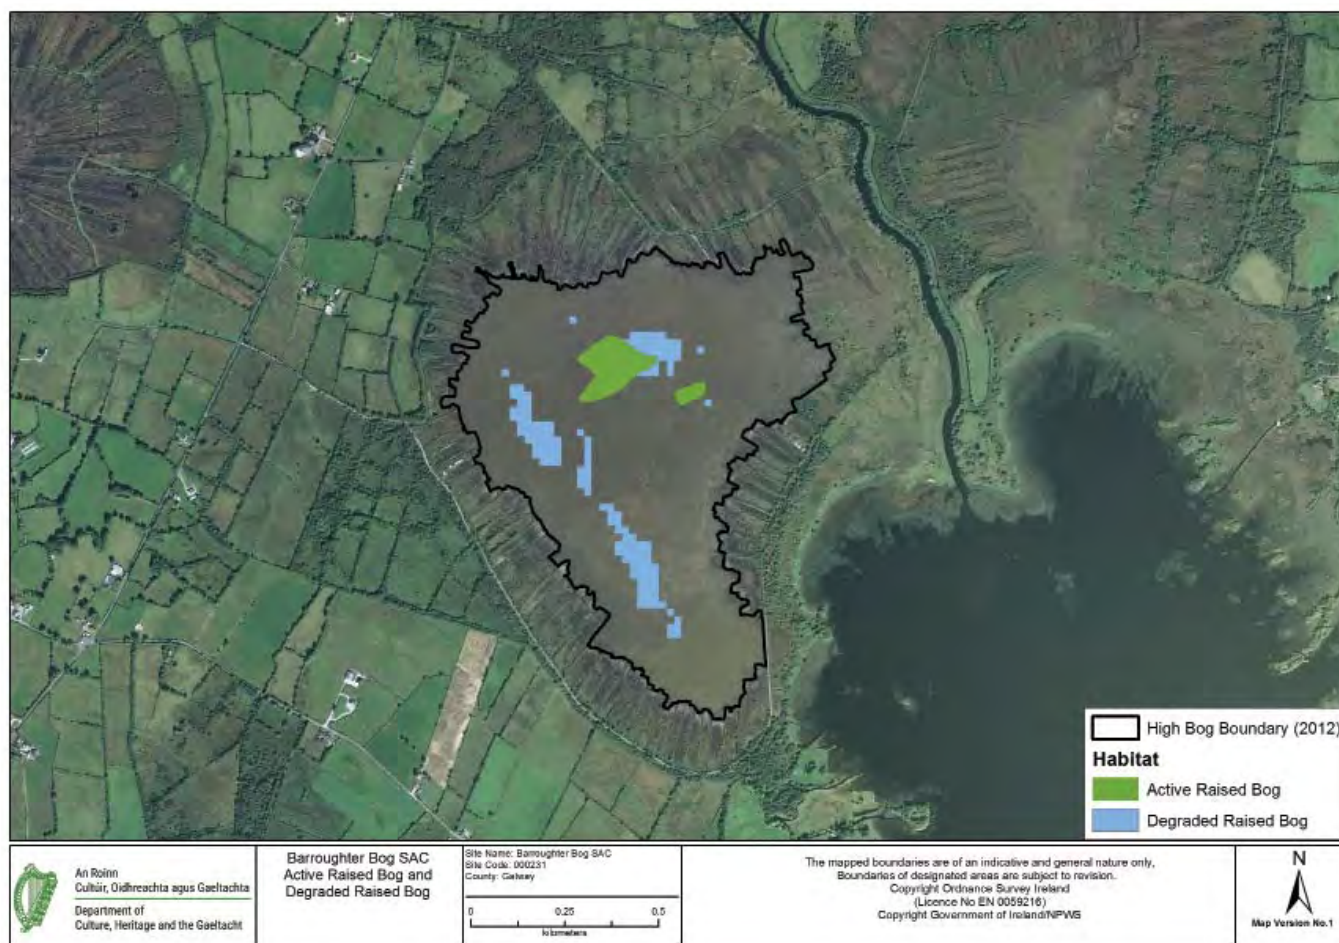 High Bog Boundary (2012)
Habitat
Active Raised Bog
Degraded Raised Bog
An Roinn
Cultúir, Oidhreachta agus Gaeltachta
Department of
Culture, Heritage and the Gaeltacht
Barroughter Bog SAC
Active Raised Bog and
Degraded Raised Bog
Site Name: Barroughter Bog SAC
Site Code: 000231
County: Galway
0 0.25 0.5
kilometers
The mapped boundaries are of an indicative and general nature only,
Boundaries of designated areas are subject to revision.
Copyright Ordnance Survey Ireland
(Licence No EN 0059216)
Copyright Government of Ireland/NPWS
N
Map Version No.1